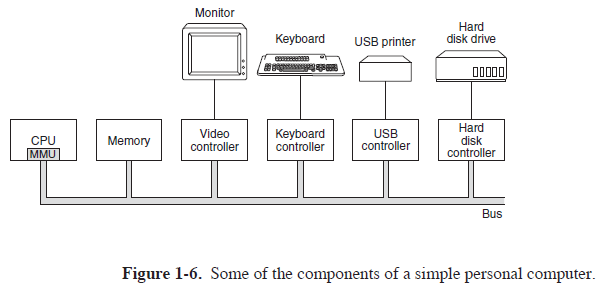 Monitor
Keyboard
USB printer
Hard
disk drive
CPU
MMU
Memory
Video
controller
Keyboard
controller
USB
controller
Hard
disk
controller
Bus
Figure 1-6. Some of the components of a simple personal computer.